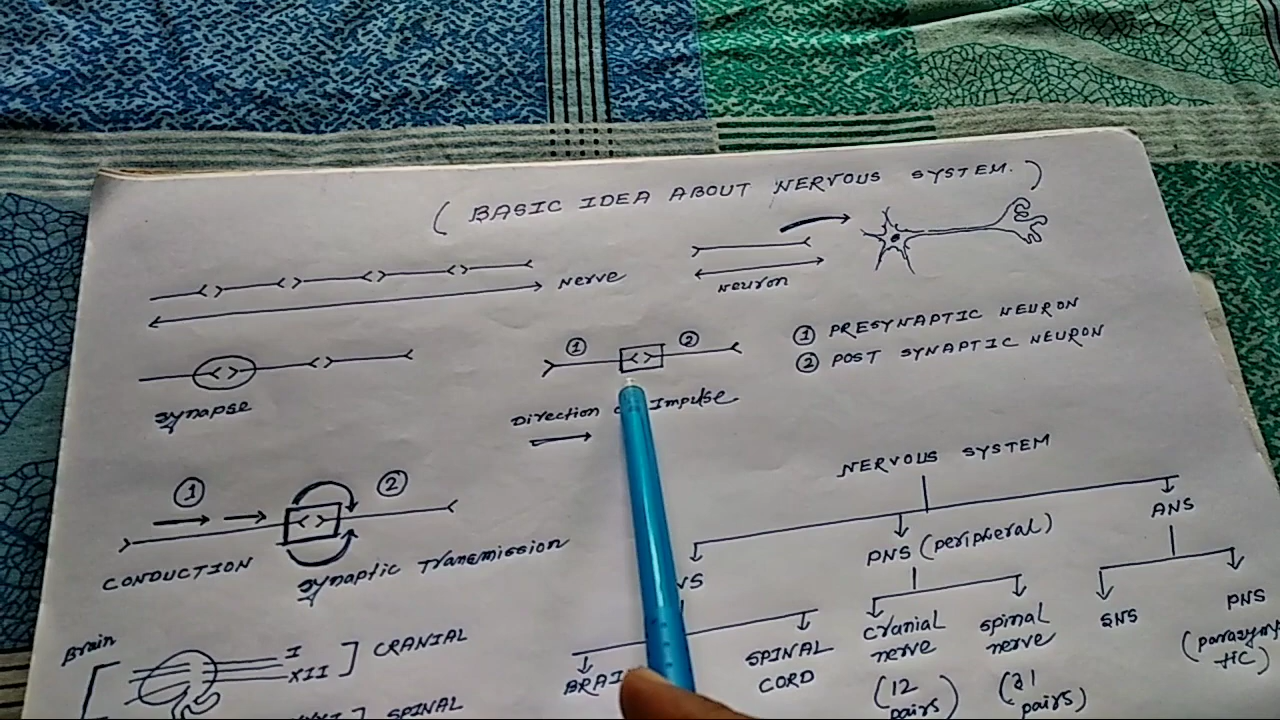 ( BASIC IDEA ABOUT NERVOUS SYSTEM. )
Nerve
Neuron
① PRESYNAPTIC NEURON
② POST SYNAPTIC NEURON
① ②
Synapse
Direction Impulse
NERVOUS SYSTEM
① ②
CONDUCTION
Synaptic Transmission
PNS (peripheral)
ANS
cranial nerve
(12 pairs)
spinal nerve
(31 pairs)
SNS
PNS
SPINAL CORD
Brain
I
XII
] CRANIAL
] SPINAL